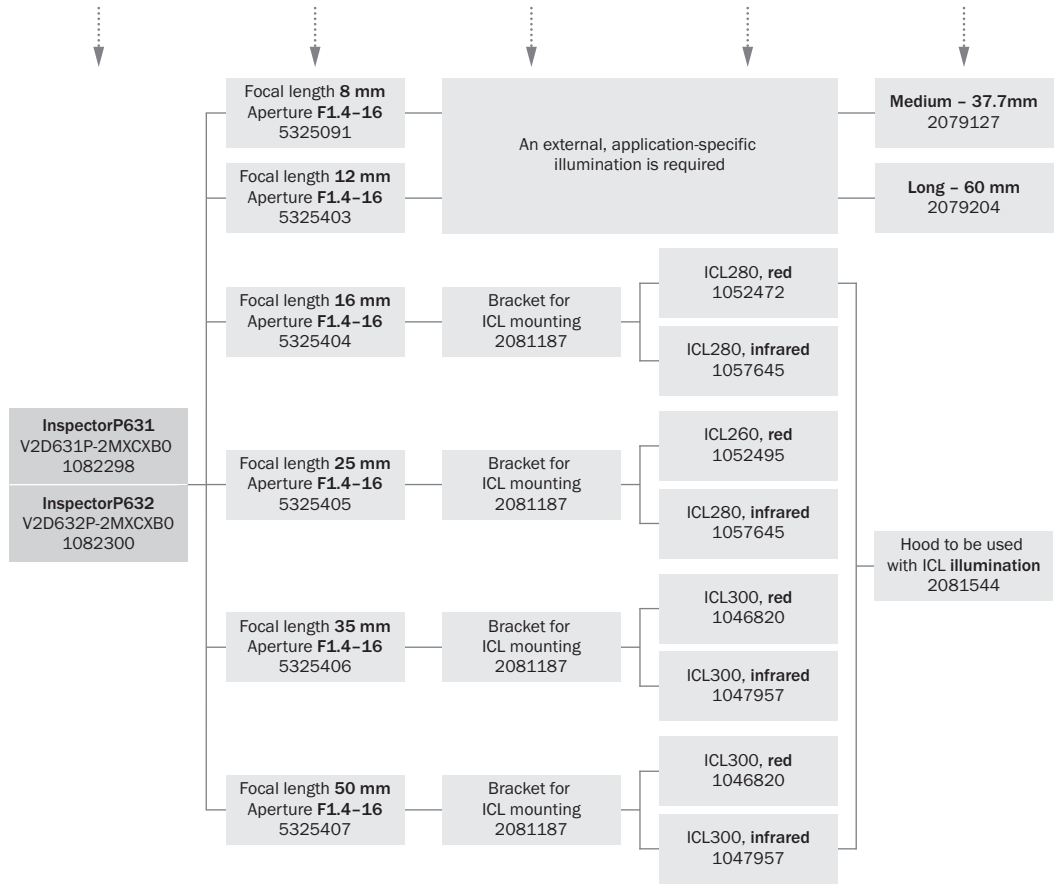 Focal length 8 mm
Aperture F1.4–16
5325091
An external, application-specific
illumination is required
Medium – 37.7mm
2079127
Focal length 12 mm
Aperture F1.4–16
5325403
Long – 60 mm
2079204
Focal length 16 mm
Aperture F1.4–16
5325404
Bracket for
ICL mounting
2081187
ICL280, red
1052472
ICL280, infrared
1057645
InspectorP631
V2D631P-2MXCXB0
1082298
InspectorP632
V2D632P-2MXCXB0
1082300
Focal length 25 mm
Aperture F1.4–16
5325405
Bracket for
ICL mounting
2081187
ICL260, red
1052495
ICL280, infrared
1057645
Hood to be used
with ICL illumination
2081544
Focal length 35 mm
Aperture F1.4–16
5325406
Bracket for
ICL mounting
2081187
ICL300, red
1046820
ICL300, infrared
1047957
Focal length 50 mm
Aperture F1.4–16
5325407
Bracket for
ICL mounting
2081187
ICL300, red
1046820
ICL300, infrared
1047957